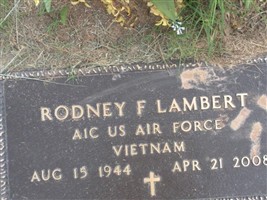 RODNEY F LAMBERT
A1C US AIR FORCE
VIETNAM
AUG 15 1944 APR 21 2008